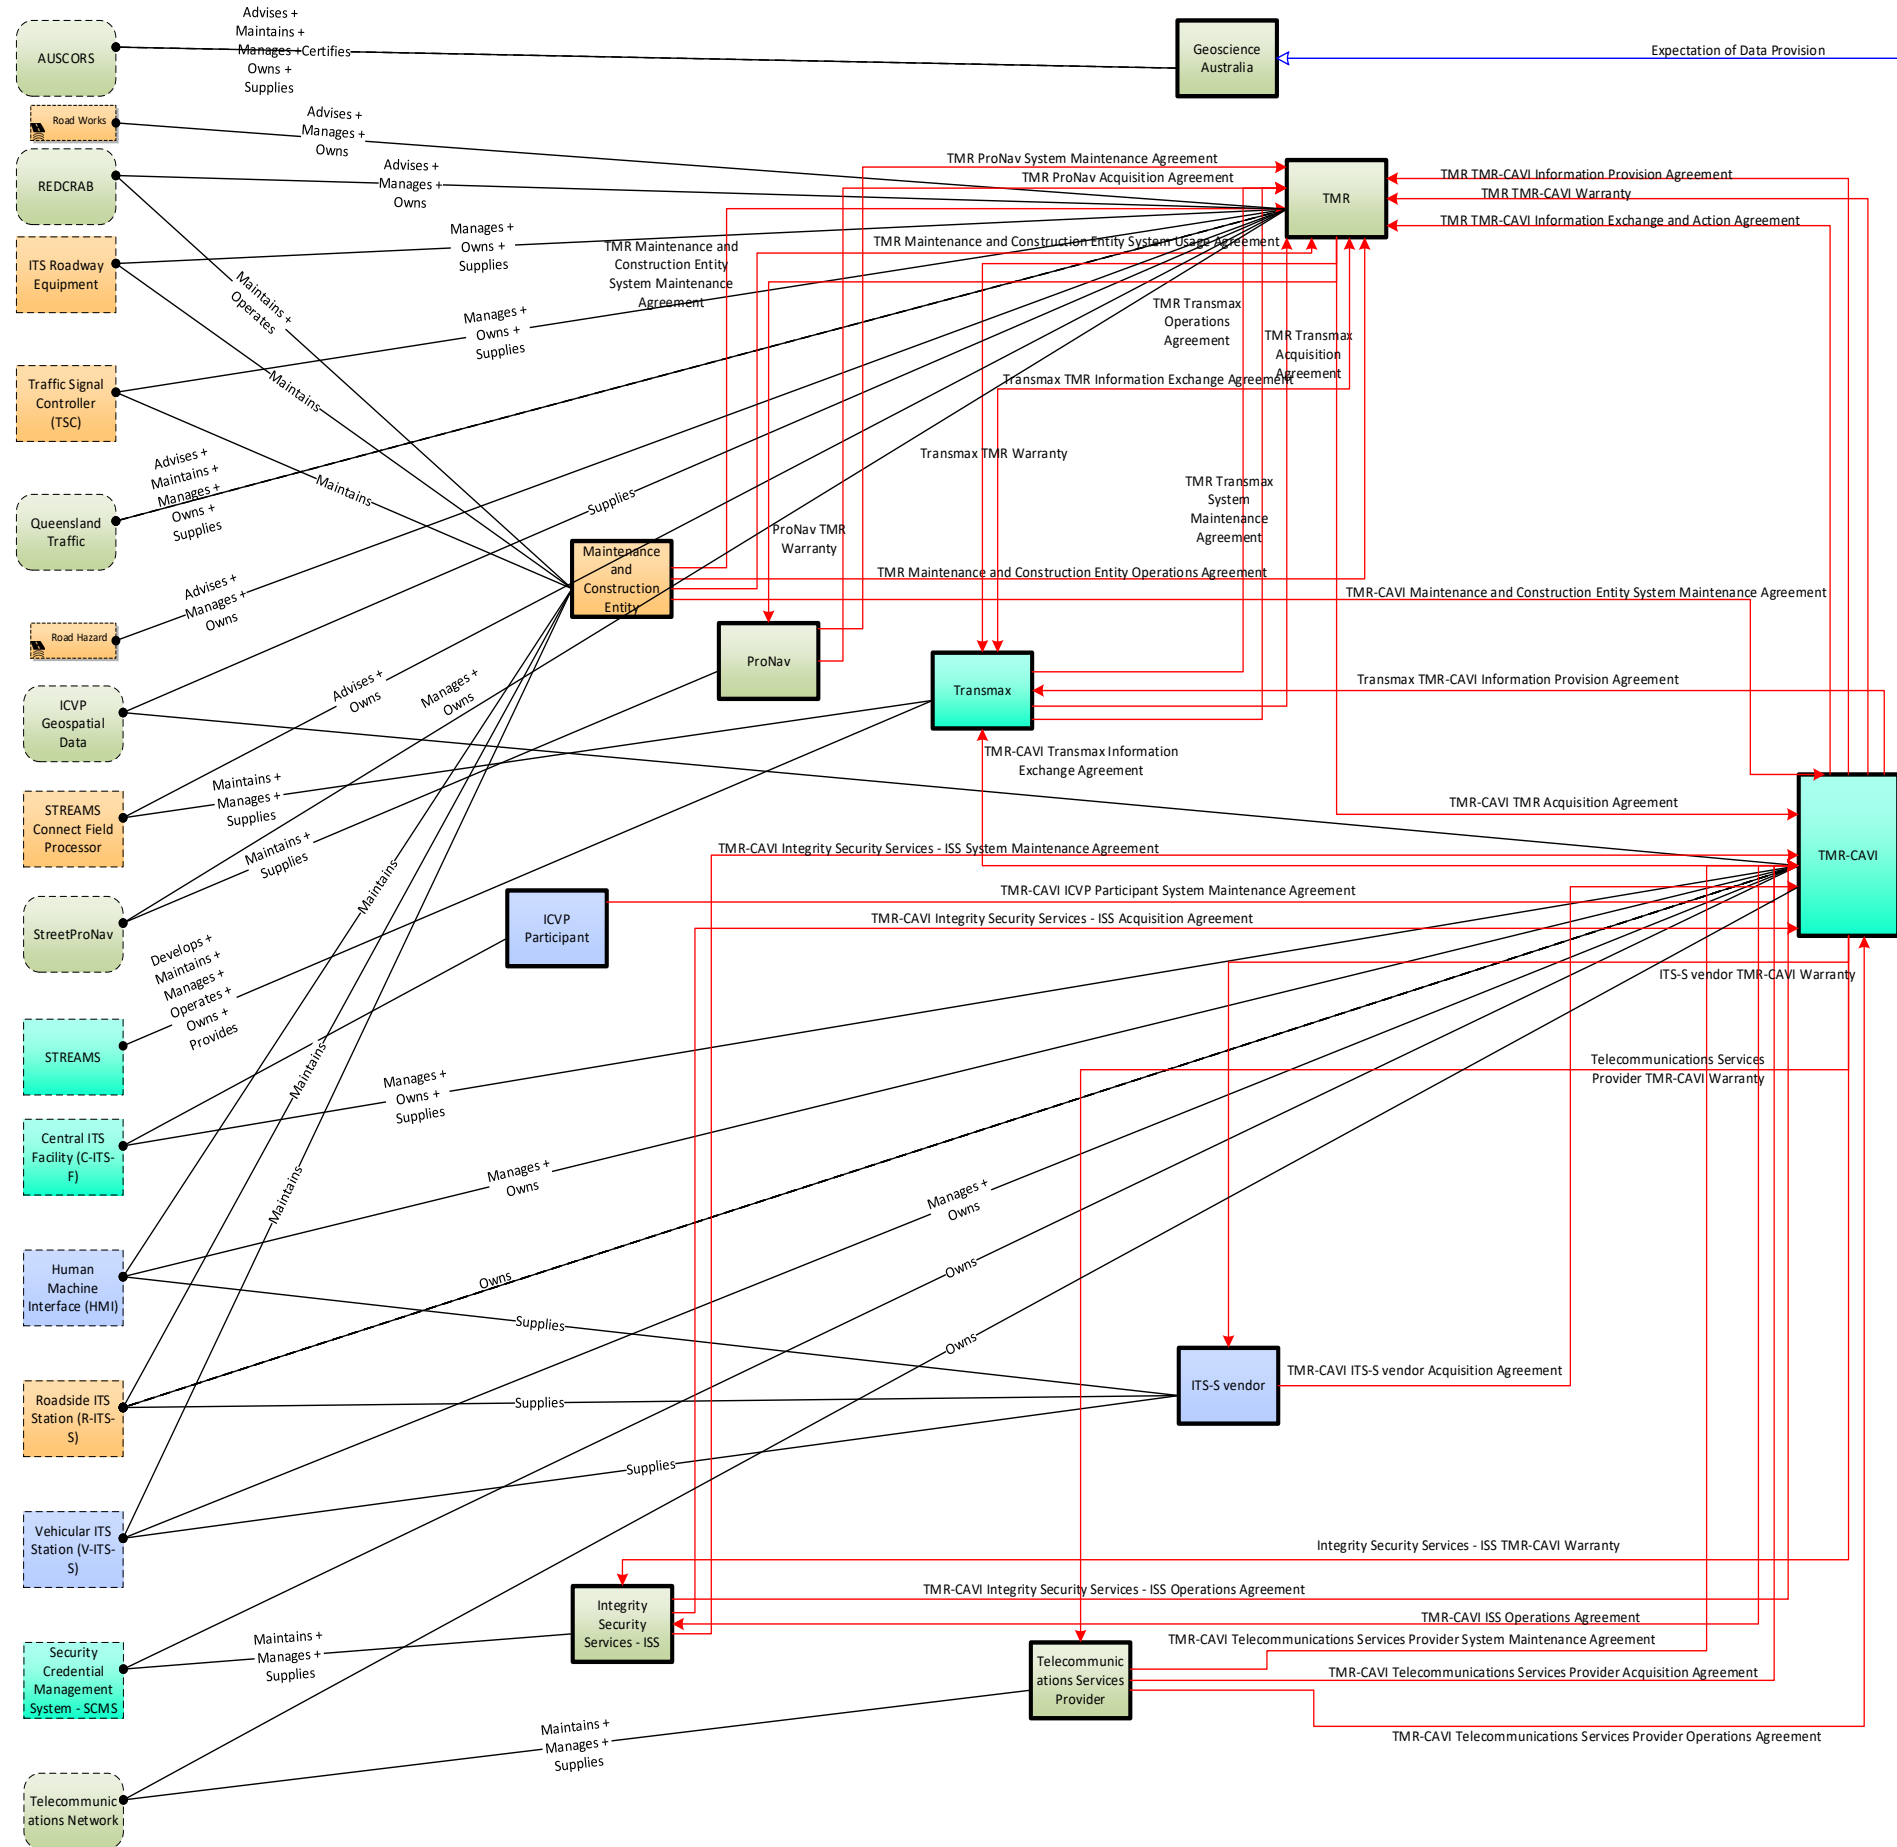 Advises +
Maintains +
Manages +Certifies
Owns +
Supplies
AUSCORS
Geoscience
Australia
Expectation of Data Provision
Road Works
Advises +
Manages +
Owns
REDCRAB
Advises +
Manages +
Owns
TMR ProNav System Maintenance Agreement
TMR ProNav Acquisition Agreement
TMR
TMR TMR-CAVI Information Provision Agreement
TMR TMR-CAVI Warranty
TMR TMR-CAVI Information Exchange and Action Agreement
ITS Roadway
Equipment
Manages +
Owns +
Supplies
TMR Maintenance and
Construction Entity
System Maintenance
Agreement
TMR Maintenance and Construction Entity System Usage Agreement
Maintains +
Operates
Manages +
Owns +
Supplies
TMR Transmax
Operations
Agreement
TMR Transmax
Acquisition
Agreement
Traffic Signal
Controller
(TSC)
Maintains
Transmax TMR Information Exchange Agreement
Advises +
Maintains +
Manages +
Owns +
Supplies
Maintains
Transmax TMR Warranty
TMR Transmax
System
Maintenance
Agreement
Queensland
Traffic
Supplies
ProNav TMR
Warranty
Maintenance
and
Construction
Entity
TMR Maintenance and Construction Entity Operations Agreement
TMR-CAVI Maintenance and Construction Entity System Maintenance Agreement
Advises +
Manages +
Owns
Road Hazard
ProNav
Transmax
Transmax TMR-CAVI Information Provision Agreement
ICVP
Geospatial
Data
Advises +
Owns
Manages +
Owns
TMR-CAVI Transmax Information
Exchange Agreement
STREAMS
Connect Field
Processor
Maintains +
Manages +
Supplies
TMR-CAVI TMR Acquisition Agreement
Maintains +
Supplies
TMR-CAVI Integrity Security Services - ISS System Maintenance Agreement
TMR-CAVI
Maintains
StreetProNav
ICVP
Participant
TMR-CAVI ICVP Participant System Maintenance Agreement
TMR-CAVI Integrity Security Services - ISS Acquisition Agreement
Develops +
Maintains +
Manages +
Operates +
Owns +
Provides
ITS-S vendor TMR-CAVI Warranty
STREAMS
Maintains
Manages +
Owns +
Supplies
Telecommunications Services
Provider TMR-CAVI Warranty
Central ITS
Facility (C-ITS-
F)
Maintains
Manages +
Owns
Manages +
Owns
Human
Machine
Interface (HMI)
Owns
Owns
Supplies
Owns
Roadside ITS
Station (R-ITS-
S)
Supplies
ITS-S vendor
TMR-CAVI ITS-S vendor Acquisition Agreement
Supplies
Vehicular ITS
Station (V-ITS-
S)
Integrity Security Services - ISS TMR-CAVI Warranty
Integrity
Security
Services - ISS
TMR-CAVI Integrity Security Services - ISS Operations Agreement
TMR-CAVI ISS Operations Agreement
Security
Credential
Management
System - SCMS
Maintains +
Manages +
Supplies
TMR-CAVI Telecommunications Services Provider System Maintenance Agreement
Telecommunic
ations Services
Provider
TMR-CAVI Telecommunications Services Provider Acquisition Agreement
Maintains +
Manages +
Supplies
TMR-CAVI Telecommunications Services Provider Operations Agreement
Telecommunic
ations Network